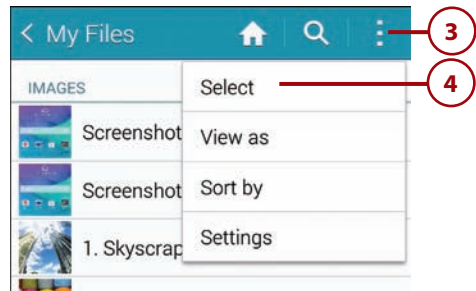 < My Files
3
IMAGES
Select
4
Screenshot
View as
Screenshot
Sort by
1. Skyscrap
Settings